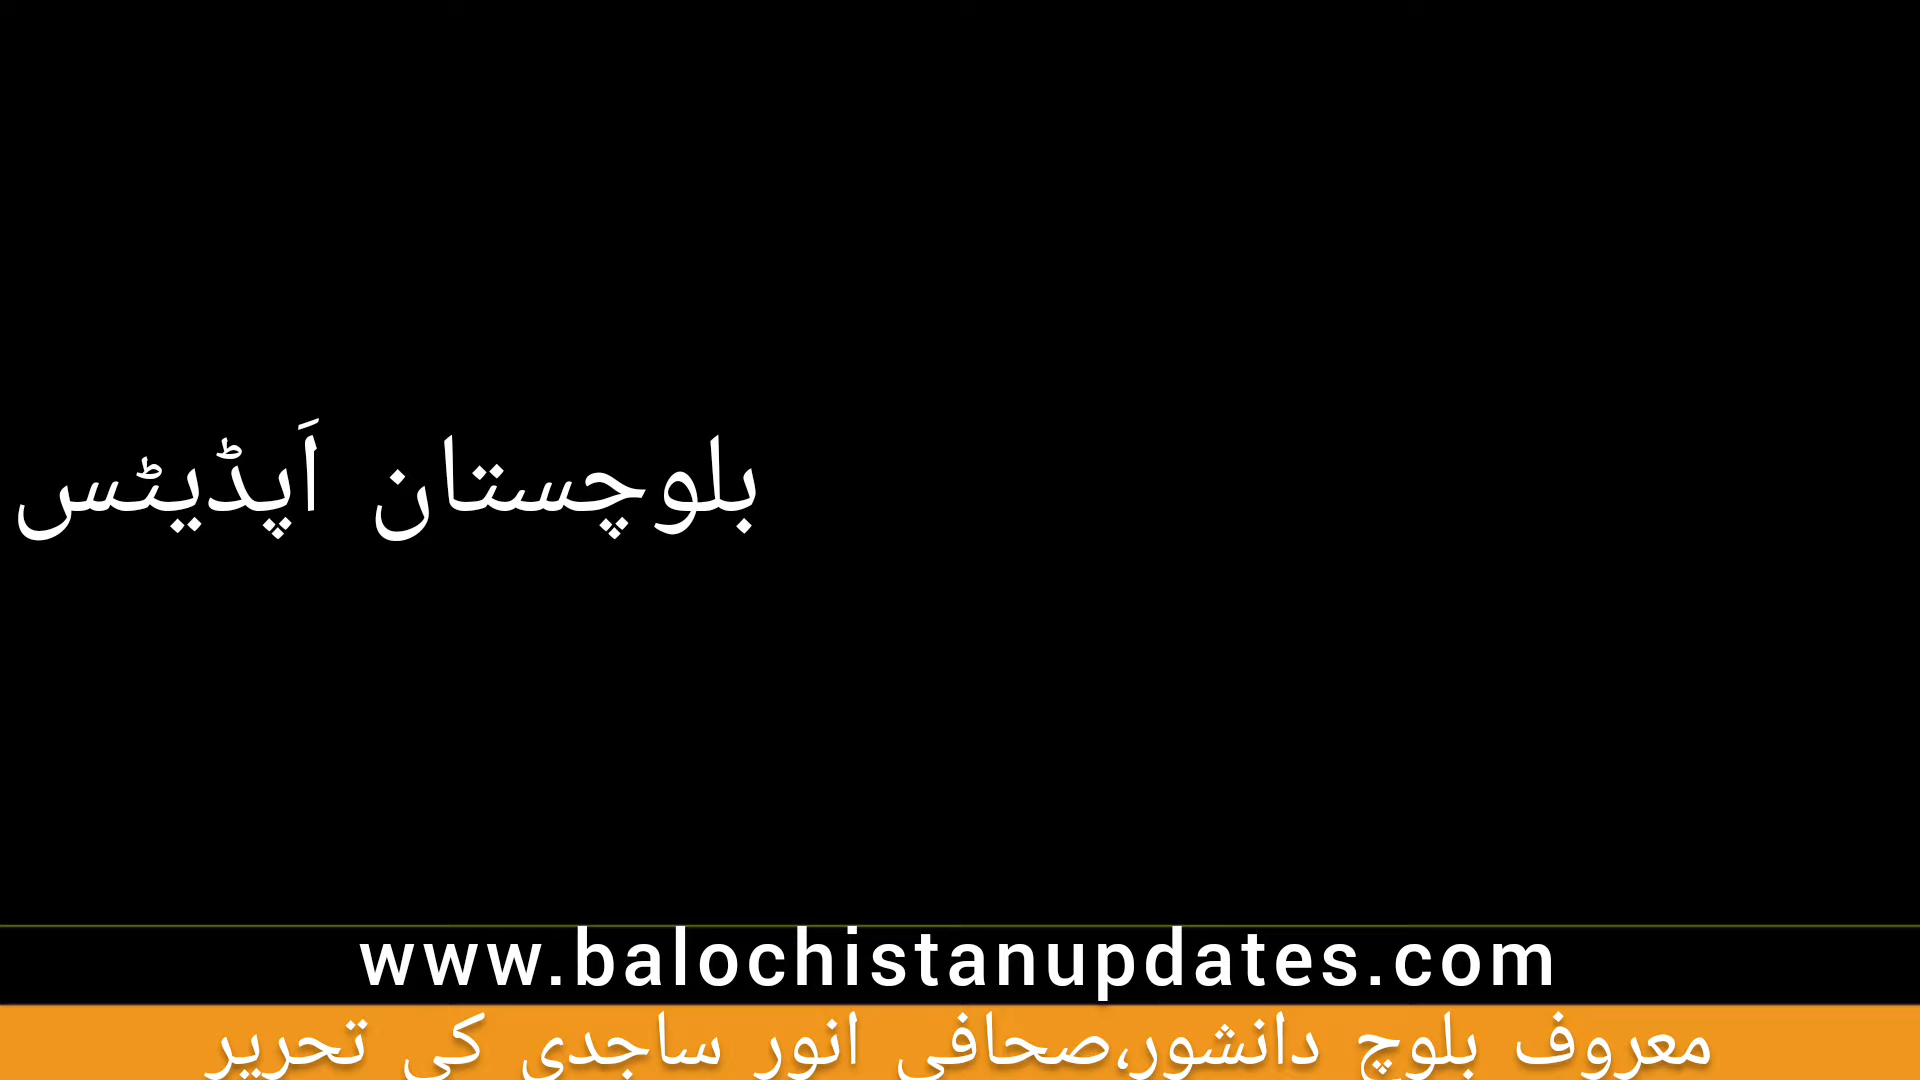 بلوچستان اَپڈیٹس
www.balochistanupdates.com
معروف بلوچ دانشور،صحافی انور ساجدی کی تحریر